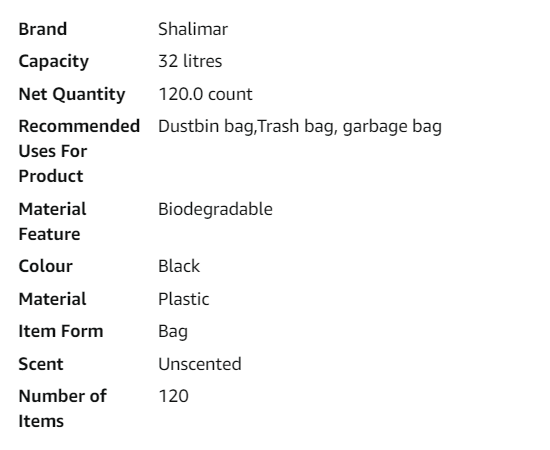 Brand Shalimar
Capacity 32 litres
Net Quantity 120.0 count
Recommended Dustbin bag,Trash bag, garbage bag
Uses For
Product
Material Biodegradable
Feature
Colour Black
Material Plastic
Item Form Bag
Scent Unscented
Number of 120
Items